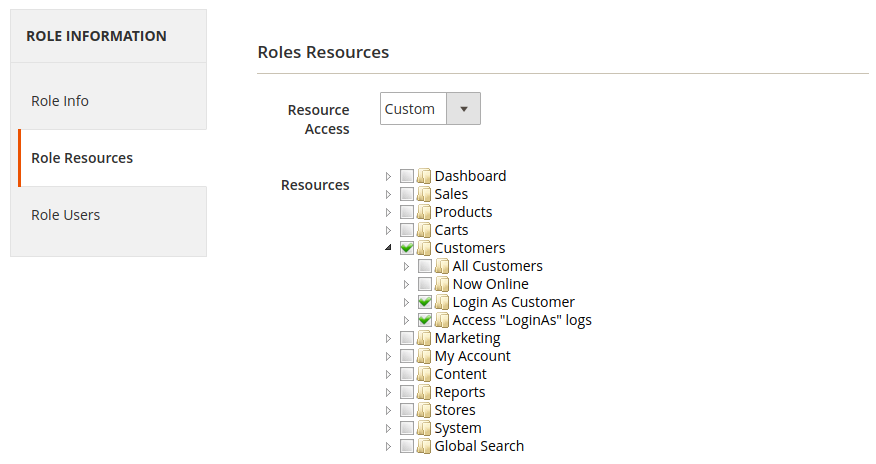 ROLE INFORMATION
Role Info
Role Resources
Role Users
Roles Resources
Resource
Access
Custom
Resources
Dashboard
Sales
Products
Carts
Customers
All Customers
Now Online
Login As Customer
Access "LoginAs" logs
Marketing
My Account
Content
Reports
Stores
System
Global Search